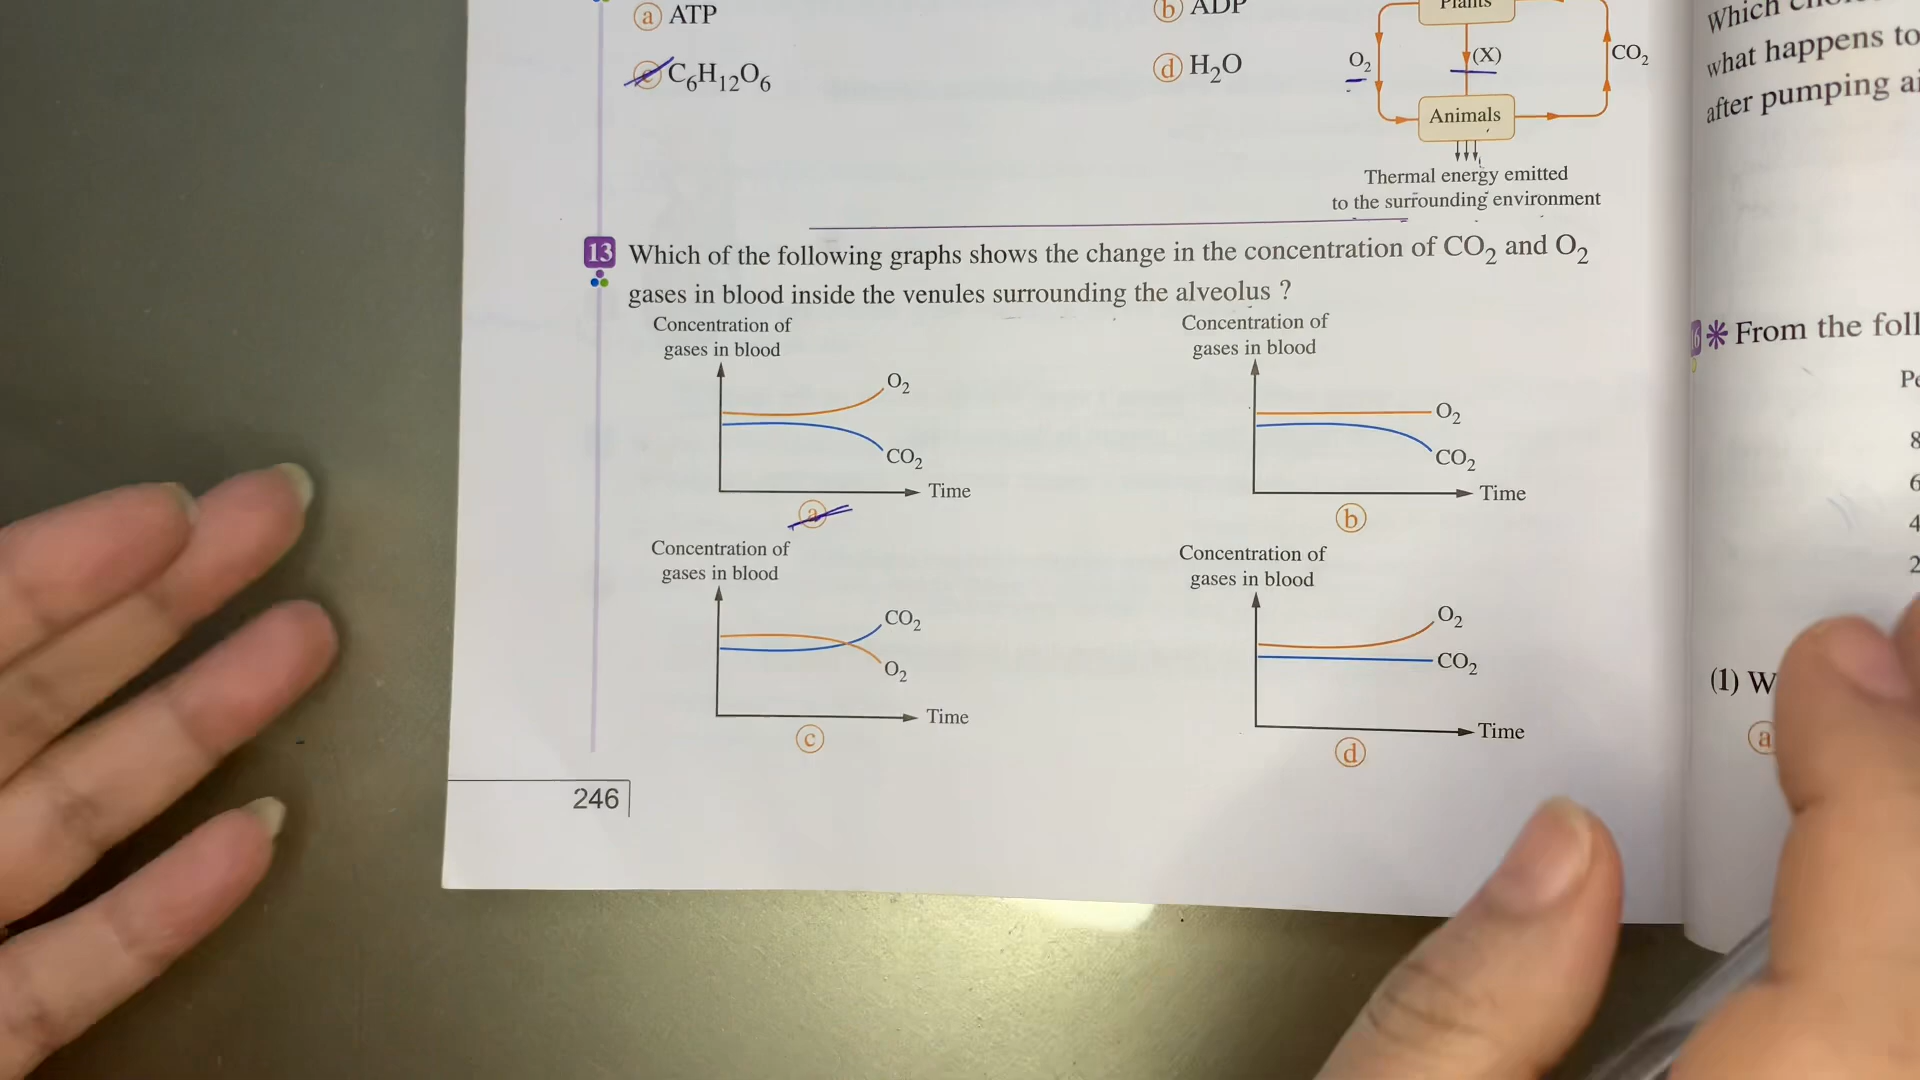 ⓐ ATP
ⓑ ADP
ⓒ C₆H₁₂O₆
ⓓ H₂O
Plants
O₂
(X)
CO₂
Animals
Thermal energy emitted
to the surrounding environment
13 Which of the following graphs shows the change in the concentration of CO₂ and O₂
gases in blood inside the venules surrounding the alveolus ?
Concentration of
gases in blood
O₂
CO₂
Time
ⓐ
Concentration of
gases in blood
O₂
CO₂
Time
ⓑ
Concentration of
gases in blood
CO₂
O₂
Time
ⓒ
Concentration of
gases in blood
O₂
CO₂
Time
ⓓ
246
Which
what happens to
after pumping
From the
(1)
ⓐ